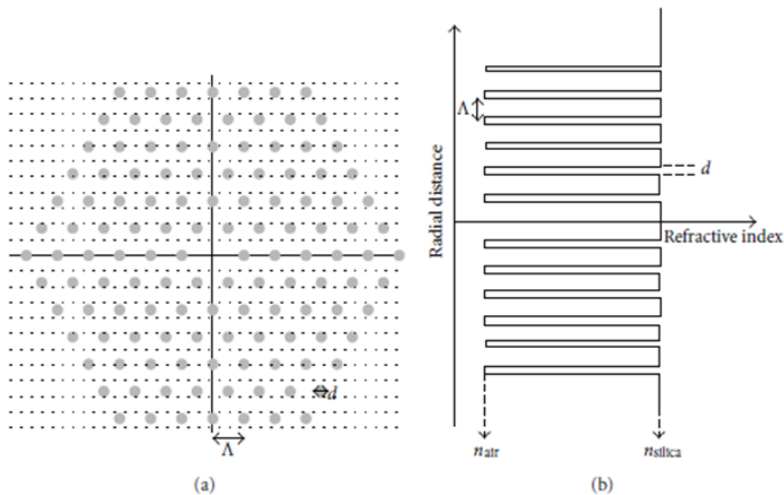 Λ
d
(a)
Radial distance
Λ
d
Refractive index
n_air
n_silica
(b)